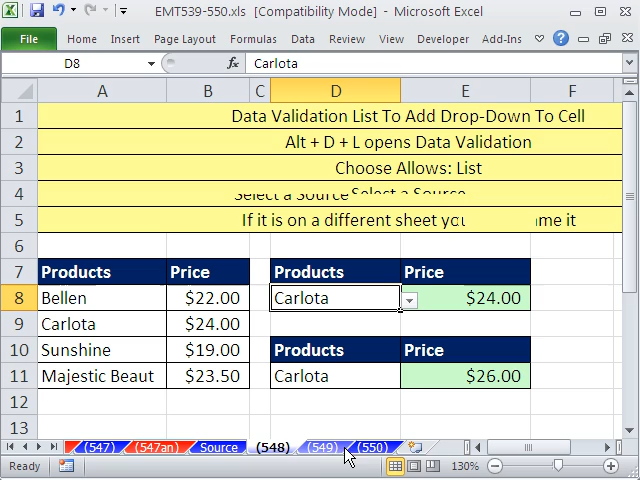 EMT539-550.xls [Compatibility Mode] - Microsoft Excel
File Home Insert Page Layout Formulas Data Review View Developer Add-Ins
D8 fx Carlota
A B C D E F
1 Data Validation List To Add Drop-Down To Cell
2 Alt + D + L opens Data Validation
3 Choose Allows: List
4 Select a Source Select a Source
5 If it is on a different sheet me it
6
7 Products Price Products Price
8 Bellen $22.00 Carlota $24.00
9 Carlota $24.00
10 Sunshine $19.00 Products Price
11 Majestic Beaut $23.50 Carlota $26.00
12
13
(547) (547an) Source (548) (549) (550)
Ready 130%